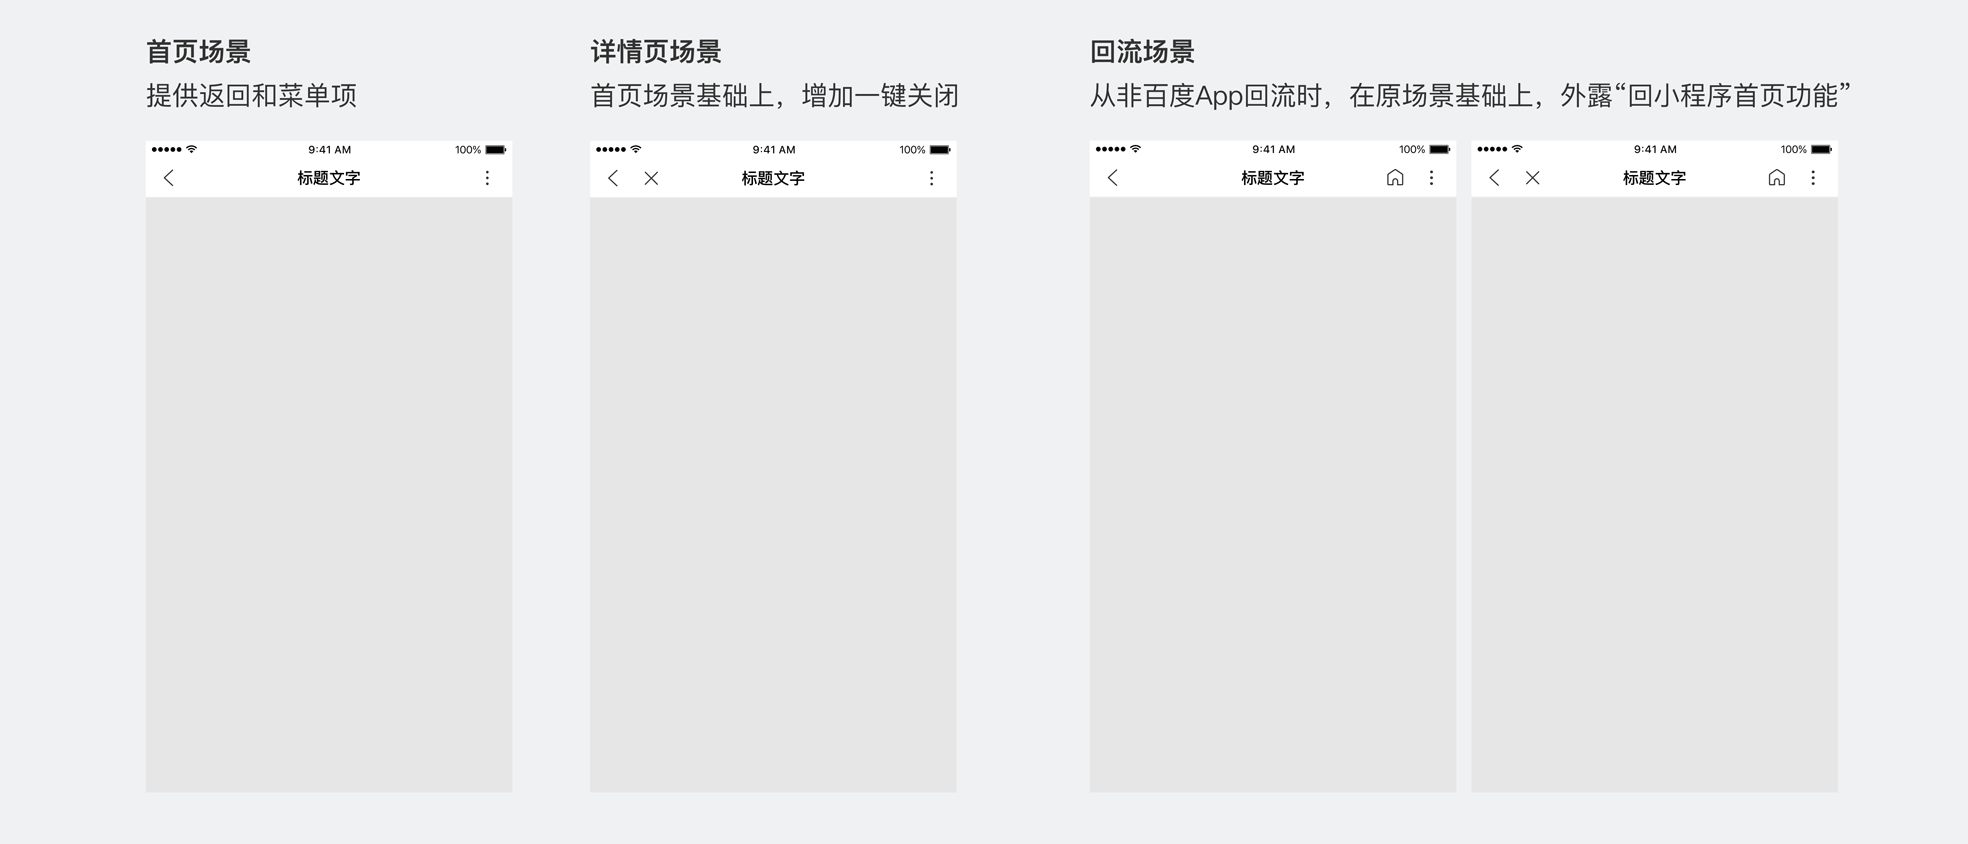 首页场景
提供返回和菜单项
9:41 AM
100%
标题文字
详情页场景
首页场景基础上，增加一键关闭
9:41 AM
100%
标题文字
回流场景
从非百度App回流时，在原场景基础上，外露“回小程序首页功能”
9:41 AM
100%
标题文字
9:41 AM
100%
标题文字